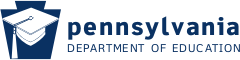 pennsylvania
DEPARTMENT OF EDUCATION